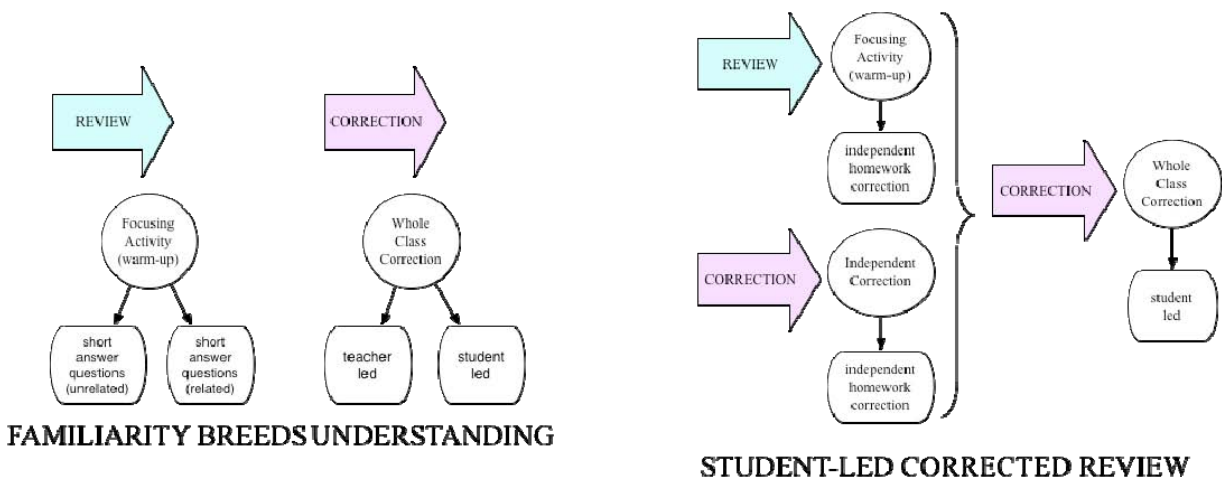 REVIEW
CORRECTION
Focusing
Activity
(warm-up)
Whole
Class
Correction
short
answer
questions
(unrelated)
short
answer
questions
(related)
teacher
led
student
led
FAMILIARITY BREEDS UNDERSTANDING
REVIEW
Focusing
Activity
(warm-up)
independent
homework
correction
CORRECTION
Independent
Correction
independent
homework
correction
CORRECTION
Whole
Class
Correction
student
led
STUDENT-LED CORRECTED REVIEW